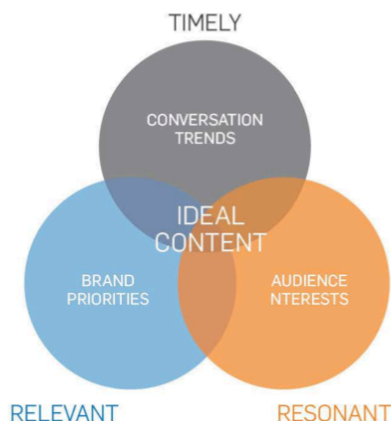 TIMELY
CONVERSATION
TRENDS
IDEAL
CONTENT
BRAND
PRIORITIES
AUDIENCE
NTERESTS
RELEVANT
RESONANT